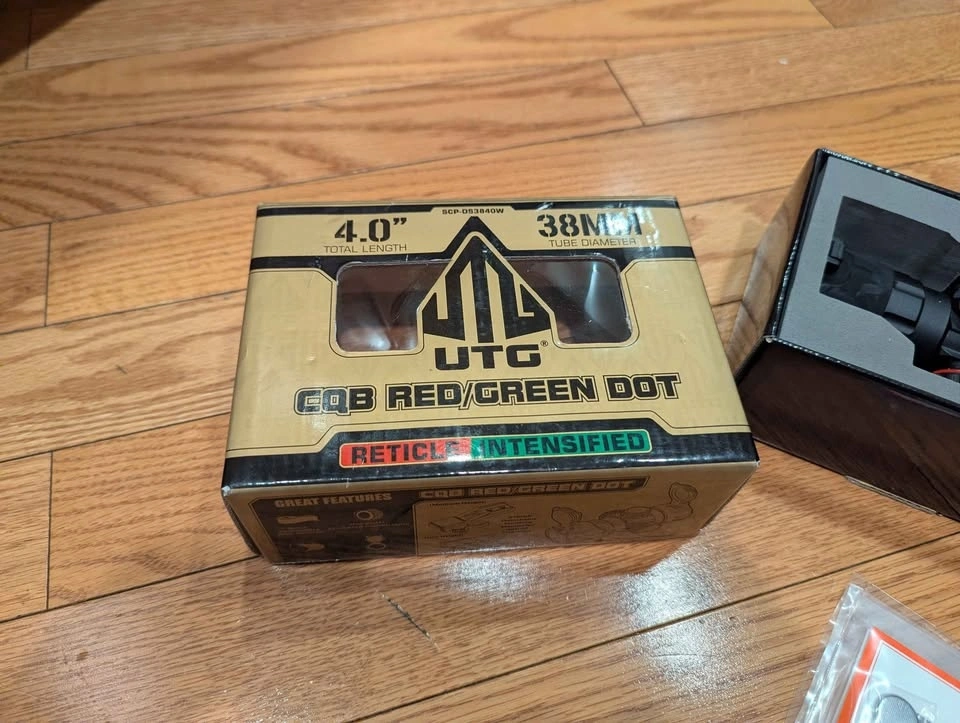 SCP-DS3840W
4.0" 38MM
TOTAL LENGTH TUBE DIAMETER
UTG
UTG®
CQB RED/GREEN DOT
RETICLE INTENSIFIED
GREAT FEATURES CQB RED/GREEN DOT